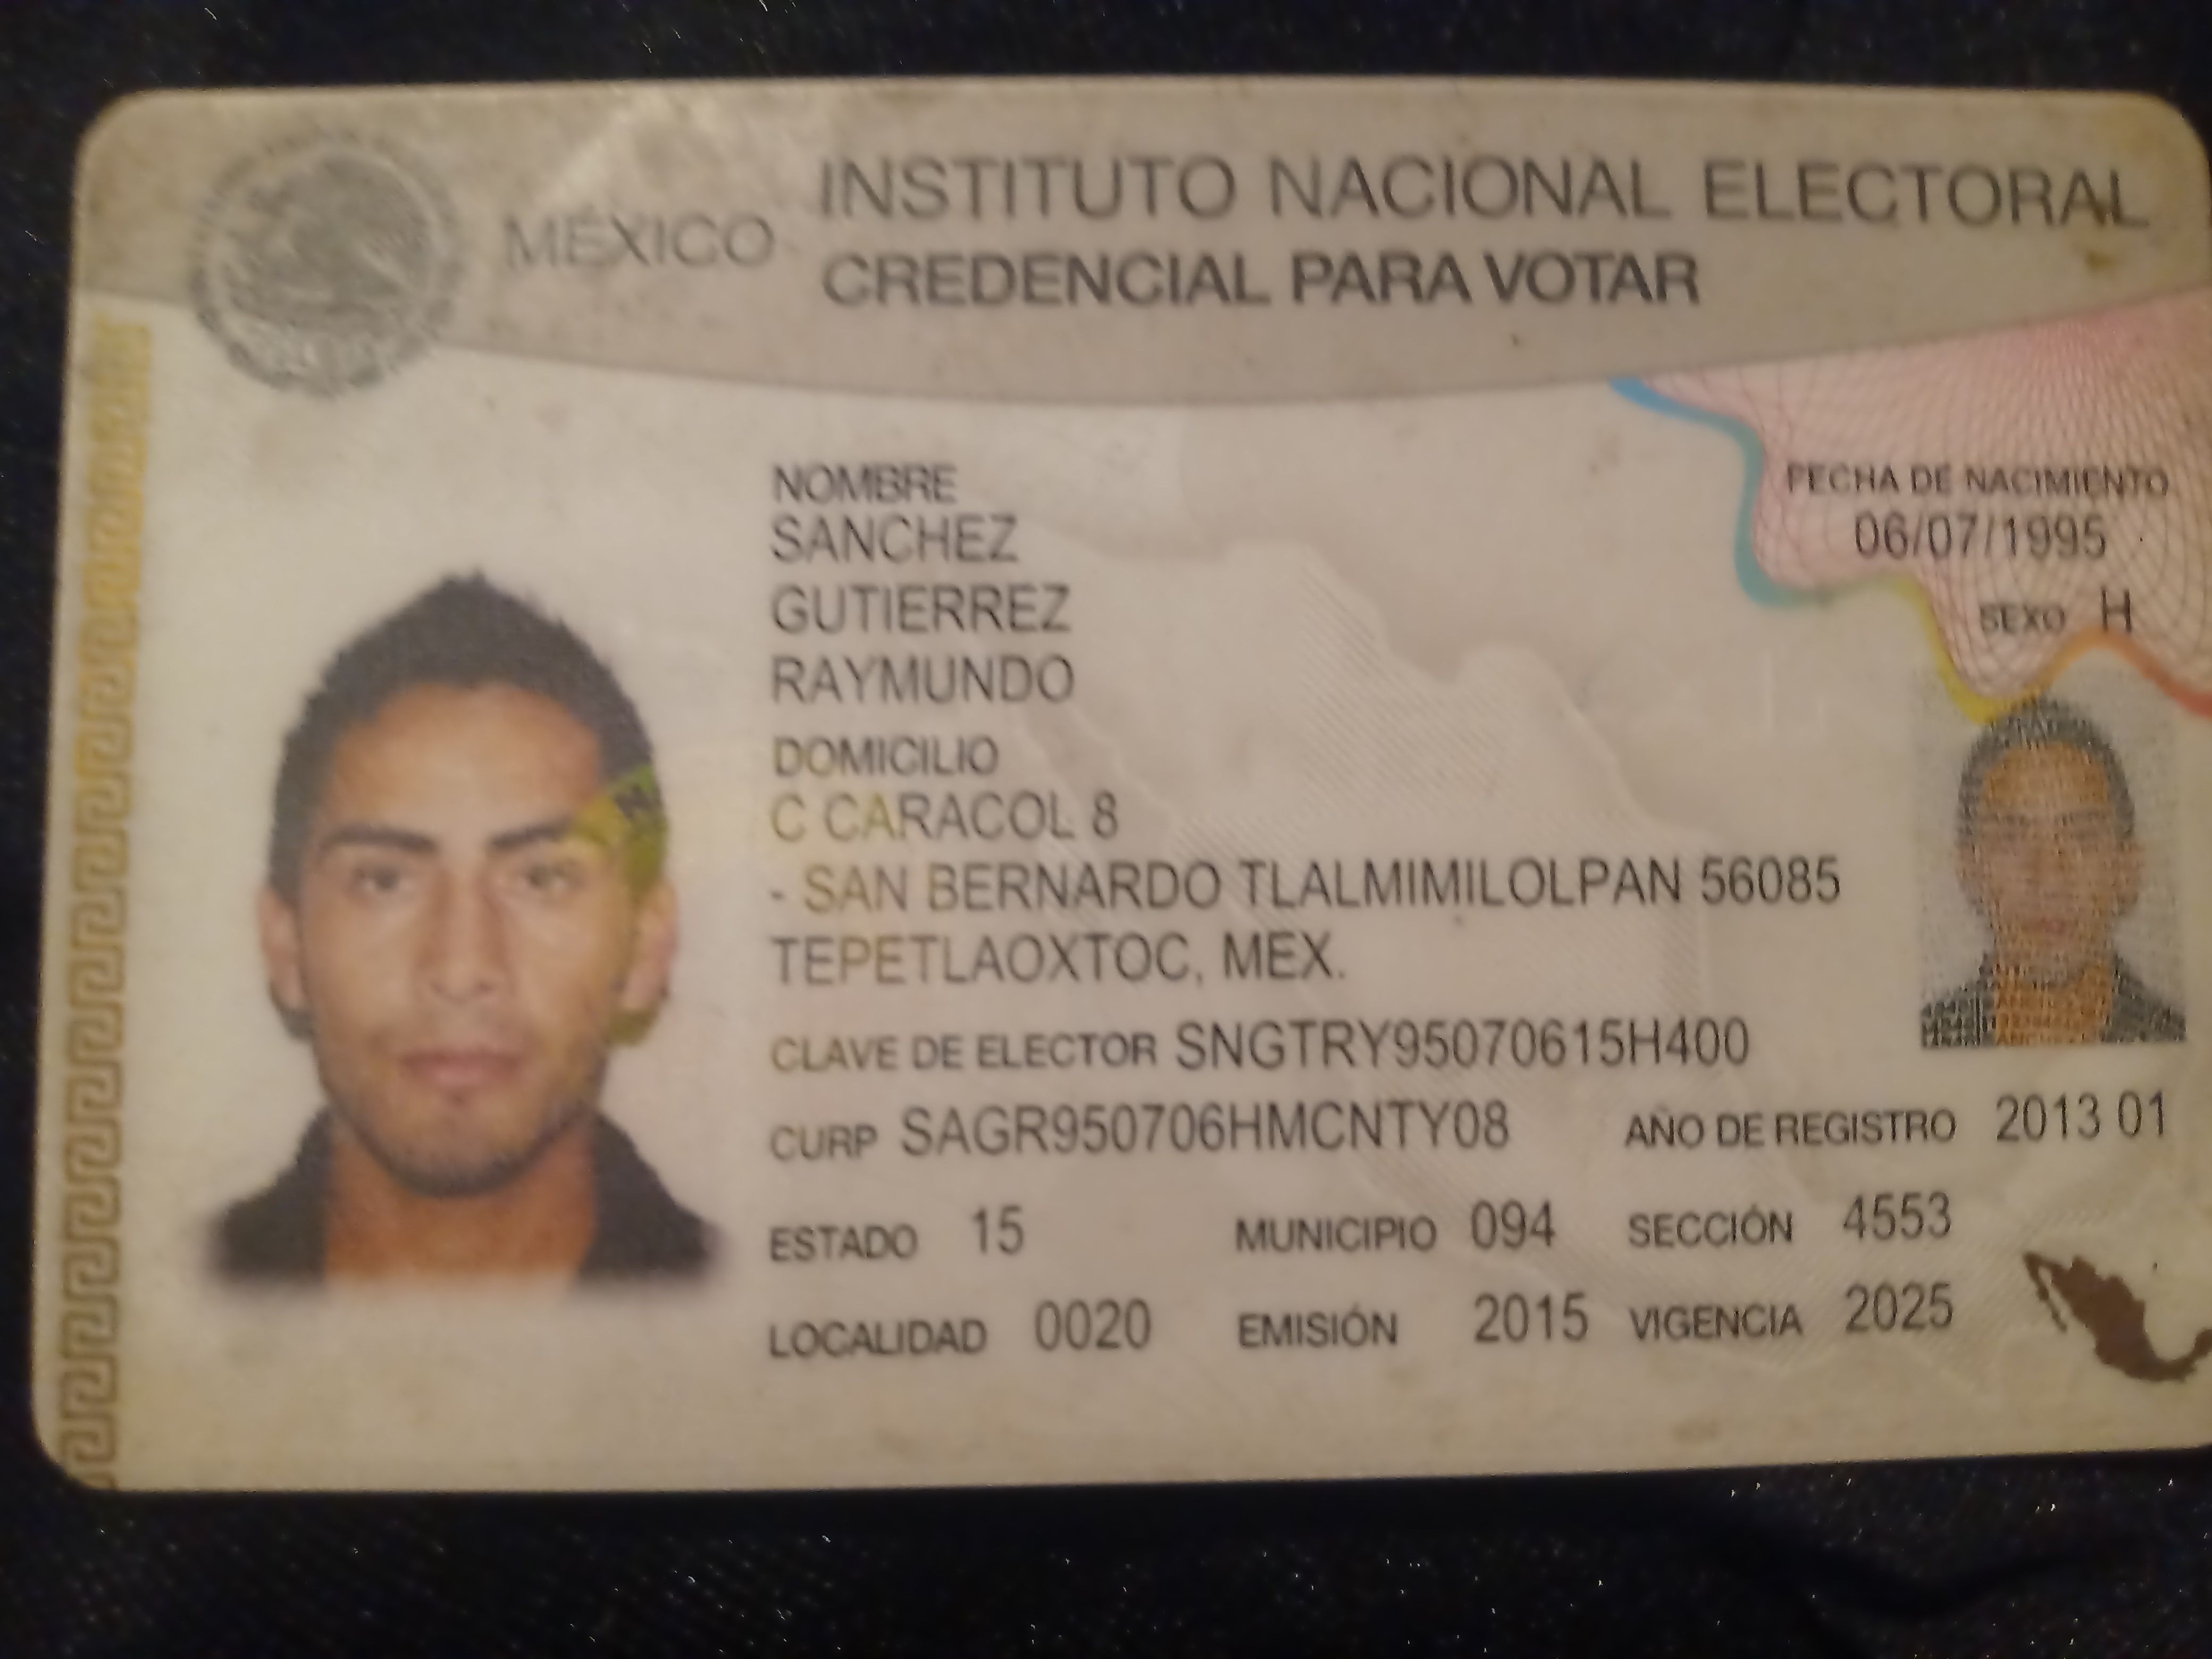 MÉXICO
INSTITUTO NACIONAL ELECTORAL
CREDENCIAL PARA VOTAR
NOMBRE
SANCHEZ
GUTIERREZ
RAYMUNDO
FECHA DE NACIMIENTO
06/07/1995
SEXO H
DOMICILIO
C CARACOL 8
- SAN BERNARDO TLALMIMILOLPAN 56085
TEPETLAOXTOC, MEX.
CLAVE DE ELECTOR SNGTRY95070615H400
CURP SAGR950706HMCNTY08 AÑO DE REGISTRO 2013 01
ESTADO 15 MUNICIPIO 094 SECCIÓN 4553
LOCALIDAD 0020 EMISIÓN 2015 VIGENCIA 2025